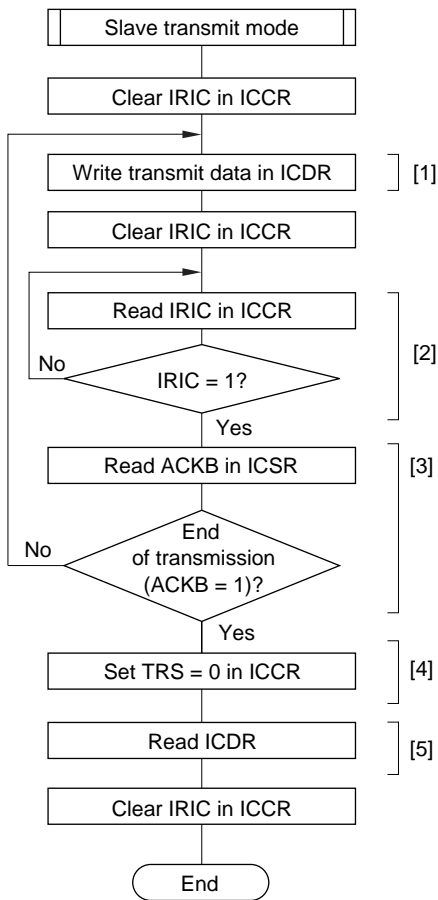 Slave transmit mode
Clear IRIC in ICCR
Write transmit data in ICDR
[1]
Clear IRIC in ICCR
Read IRIC in ICCR
[2]
No
IRIC = 1?
Yes
Read ACKB in ICSR
[3]
No
End
of transmission
(ACKB = 1)?
Yes
Set TRS = 0 in ICCR
[4]
Read ICDR
[5]
Clear IRIC in ICCR
End